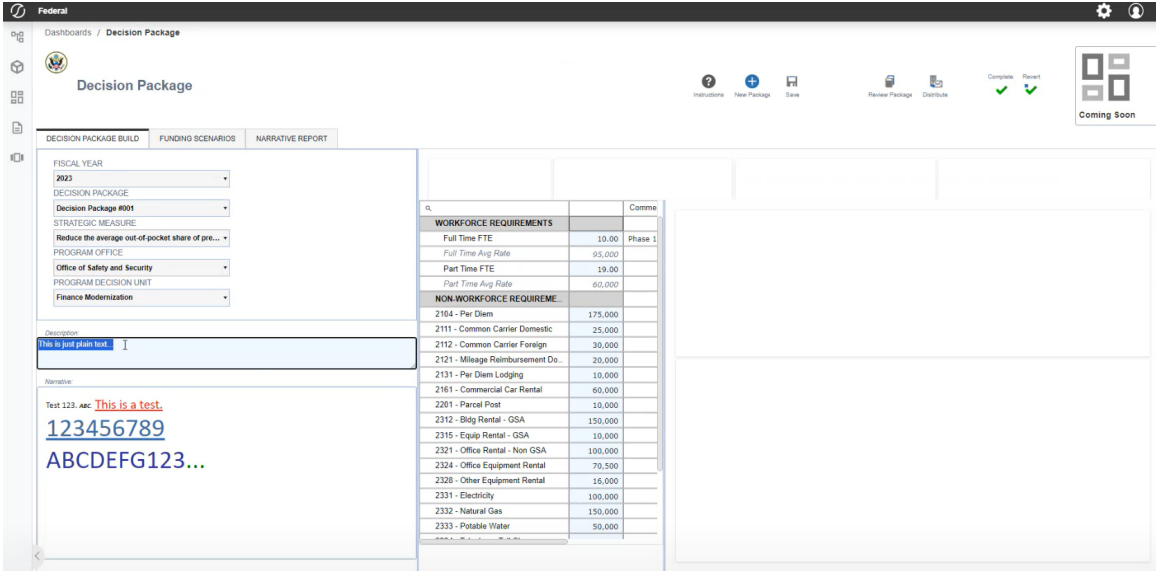 Federal
Dashboards / Decision Package
Decision Package
Instructions
New Package
Save
Review Package
Distribute
Complete
Revert
Coming Soon
DECISION PACKAGE BUILD
FUNDING SCENARIOS
NARRATIVE REPORT
FISCAL YEAR
2023
DECISION PACKAGE
Decision Package #001
STRATEGIC MEASURE
Reduce the average out-of-pocket share of pre...
PROGRAM OFFICE
Office of Safety and Security
PROGRAM DECISION UNIT
Finance Modernization
Description:
This is just plain text...
Narrative:
Test 123. ABC This is a test.
123456789
ABCDEFG123...
Comme
WORKFORCE REQUIREMENTS
Full Time FTE 10.00 Phase 1
Full Time Avg Rate 95,000
Part Time FTE 19.00
Part Time Avg Rate 60,000
NON-WORKFORCE REQUIREME...
2104 - Per Diem 175,000
2111 - Common Carrier Domestic 25,000
2112 - Common Carrier Foreign 30,000
2121 - Mileage Reimbursement Do... 20,000
2131 - Per Diem Lodging 10,000
2161 - Commercial Car Rental 60,000
2201 - Parcel Post 10,000
2312 - Bldg Rental - GSA 150,000
2315 - Equip Rental - GSA 10,000
2321 - Office Rental - Non GSA 100,000
2324 - Office Equipment Rental 70,500
2328 - Other Equipment Rental 16,000
2331 - Electricity 100,000
2332 - Natural Gas 150,000
2333 - Potable Water 50,000